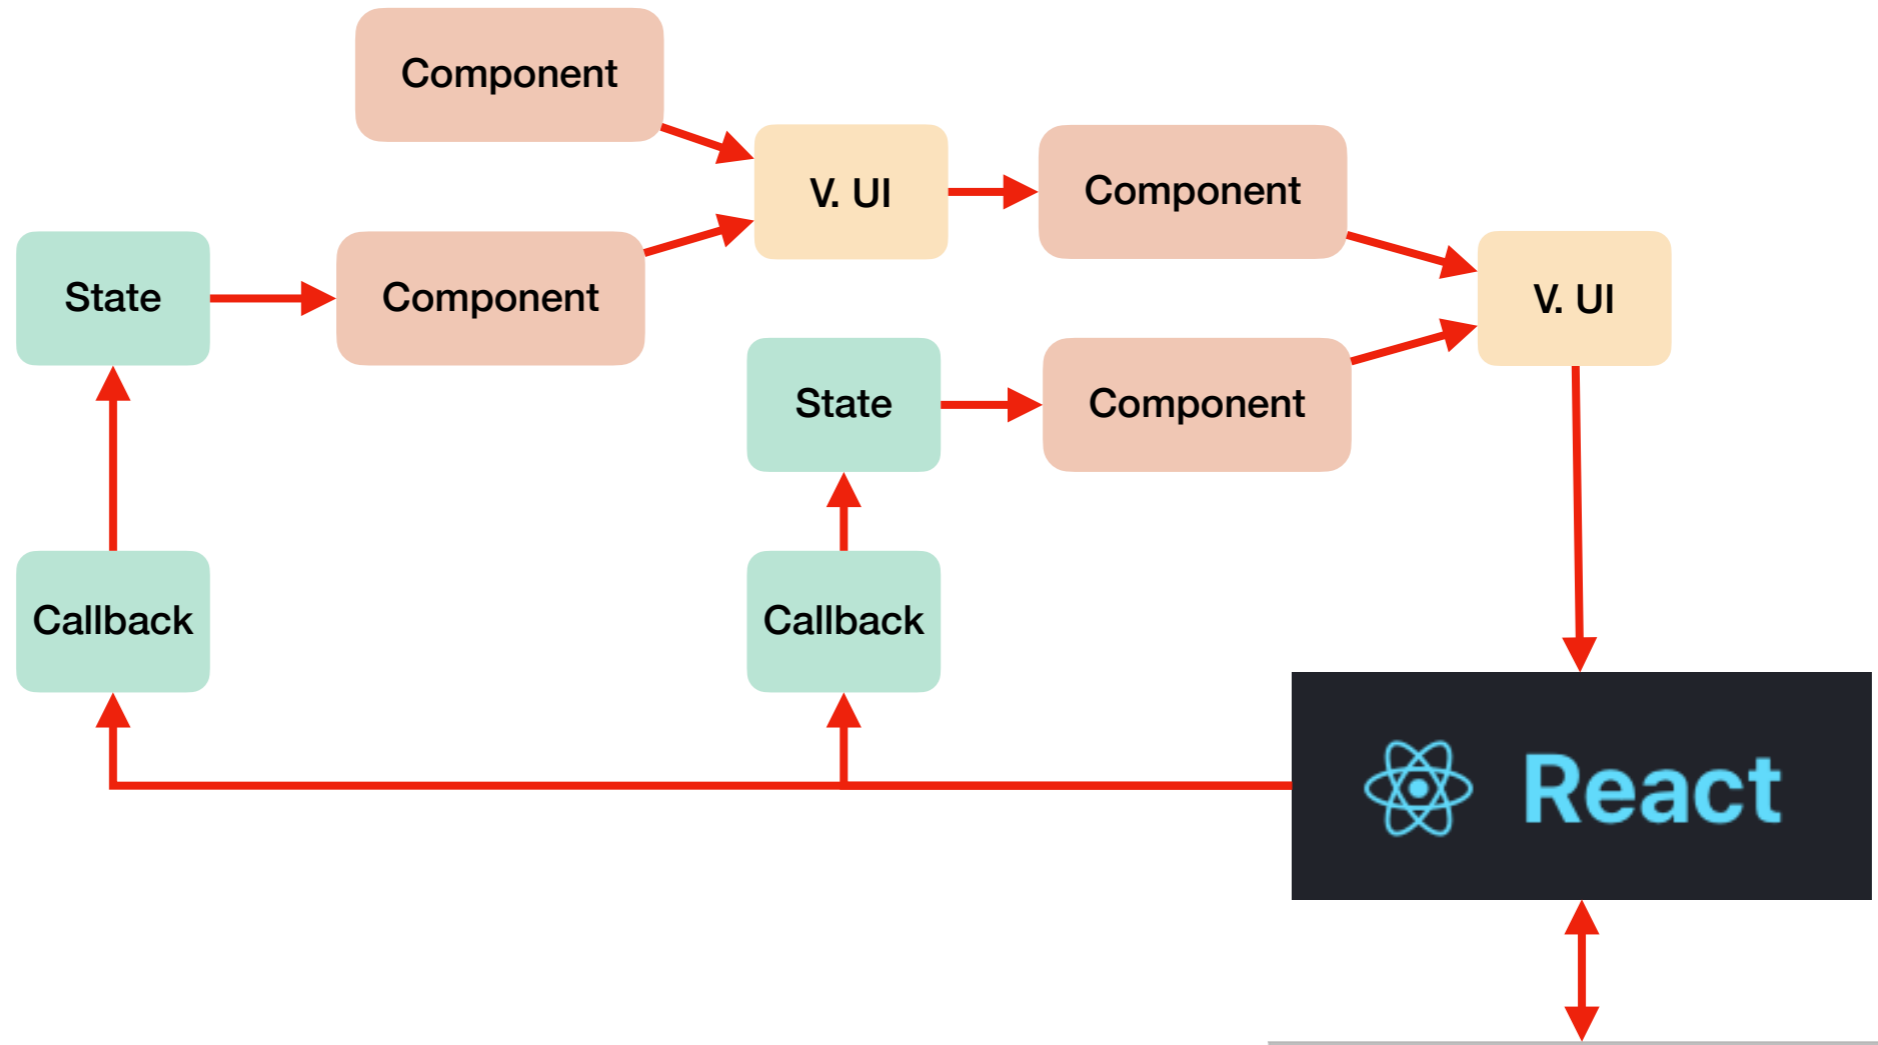 Component
V. UI
Component
State
Component
V. UI
State
Component
Callback
Callback
React